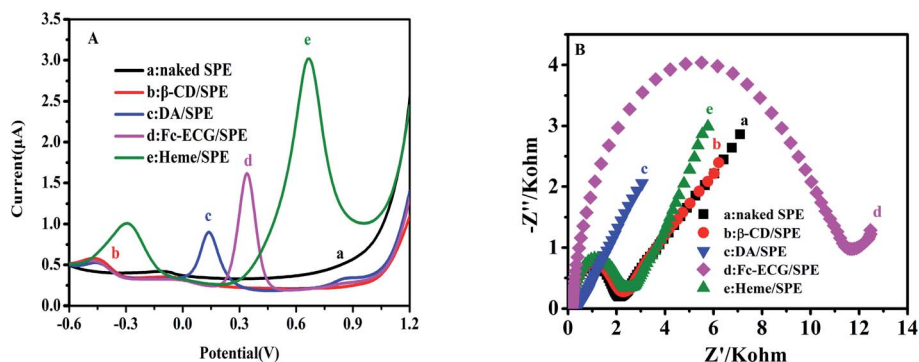 A
a:naked SPE
b:β-CD/SPE
c:DA/SPE
d:Fc-ECG/SPE
e:Heme/SPE
a
b
c
d
e
Current(μA)
3.5
3.0
2.5
2.0
1.5
1.0
0.5
0.0
-0.6
-0.3
0.0
0.3
0.6
0.9
1.2
Potential(V)
B
a
b
c
d
e
a:naked SPE
b:β-CD/SPE
c:DA/SPE
d:Fc-ECG/SPE
e:Heme/SPE
-Z''/Kohm
-4
3
2
1
0
0
2
4
6
8
10
12
14
Z'/Kohm